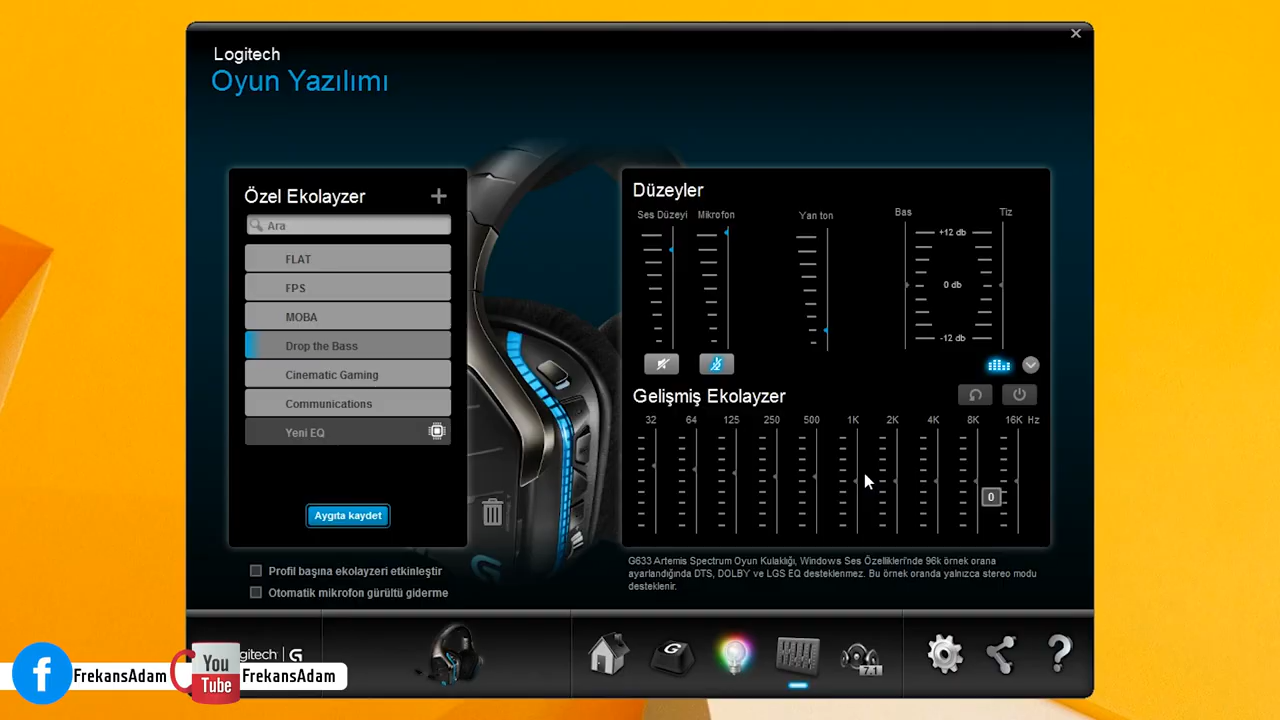 Logitech
Oyun Yazılımı
Özel Ekolayzer
Ara
FLAT
FPS
MOBA
Drop the Bass
Cinematic Gaming
Communications
Yeni EQ
Aygıta kaydet
Profil başına ekolayzeri etkinleştir
Otomatik mikrofon gürültü giderme
Düzeyler
Ses Düzeyi Mikrofon Yan ton Bas Tiz
+12 db
0 db
-12 db
Gelişmiş Ekolayzer
32 64 125 250 500 1K 2K 4K 8K 16K Hz
0
G633 Artemis Spectrum Oyun Kulaklığı, Windows Ses Özellikleri'nde 96k örnek orana
ayarlandığında DTS, DOLBY ve LGS EQ desteklenmez. Bu örnek oranda yalnızca stereo modu
desteklenir.
ogitech G
G
7.1
f FrekansAdam You Tube FrekansAdam